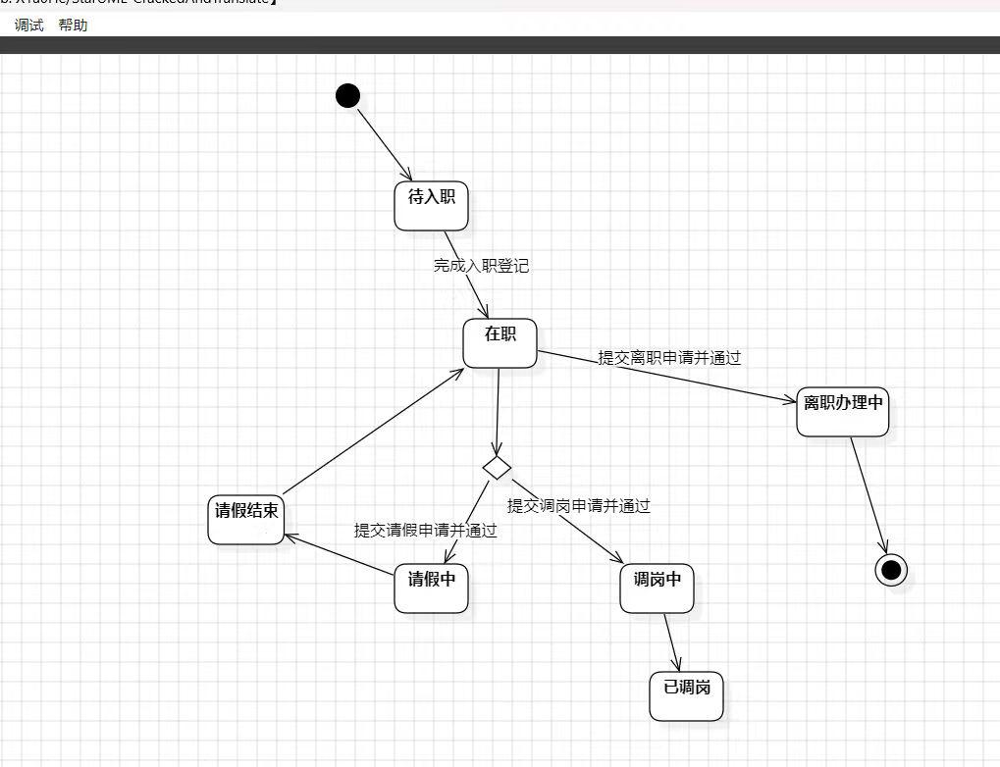 调试 帮助
待入职
完成入职登记
在职
提交离职申请并通过
离职办理中
请假结束
提交调岗申请并通过
提交请假申请并通过
请假中
调岗中
已调岗